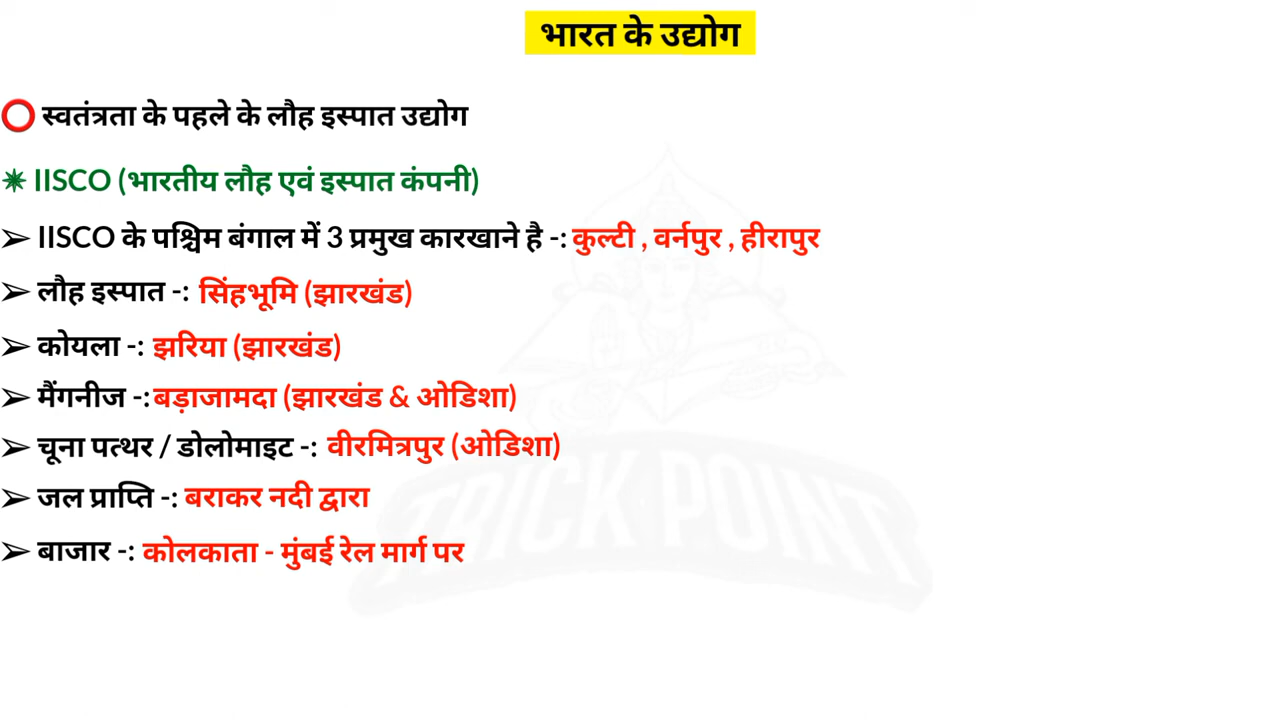 भारत के उद्योग
⭕ स्वतंत्रता के पहले के लौह इस्पात उद्योग
✷ IISCO (भारतीय लौह एवं इस्पात कंपनी)
➢ IISCO के पश्चिम बंगाल में 3 प्रमुख कारखाने है -: कुल्टी , वर्नपुर , हीरापुर
➢ लौह इस्पात -: सिंहभूमि (झारखंड)
➢ कोयला -: झरिया (झारखंड)
➢ मैंगनीज -: बड़ाजामदा (झारखंड & ओडिशा)
➢ चूना पत्थर / डोलोमाइट -: वीरमित्रपुर (ओडिशा)
➢ जल प्राप्ति -: बराकर नदी द्वारा
➢ बाजार -: कोलकाता - मुंबई रेल मार्ग पर
TRICK POINT